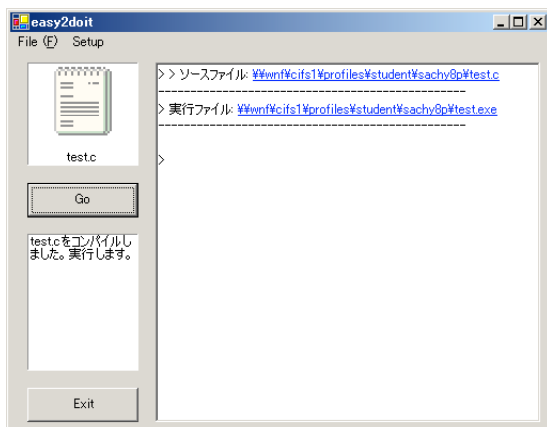 easy2doit
File (F) Setup
test.c
Go
test.cをコンパイルし
ました。実行します。
Exit
> > ソースファイル: ¥¥wnf¥cifs1¥profiles¥student¥sachy8p¥test.c
------------------------------------------------
> 実行ファイル: ¥¥wnf¥cifs1¥profiles¥student¥sachy8p¥test.exe
------------------------------------------------
>